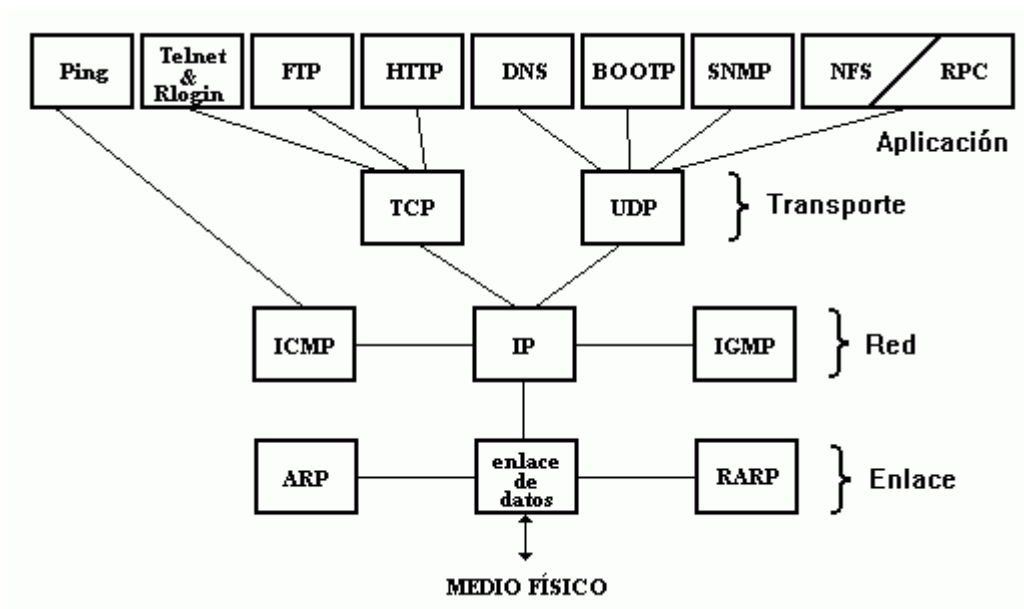 Ping
Telnet
&
Rlogin
FTP
HTTP
DNS
BOOTP
SNMP
NFS
RPC
Aplicación
TCP
UDP
Transporte
ICMP
IP
IGMP
Red
ARP
enlace
de
datos
RARP
Enlace
MEDIO FÍSICO